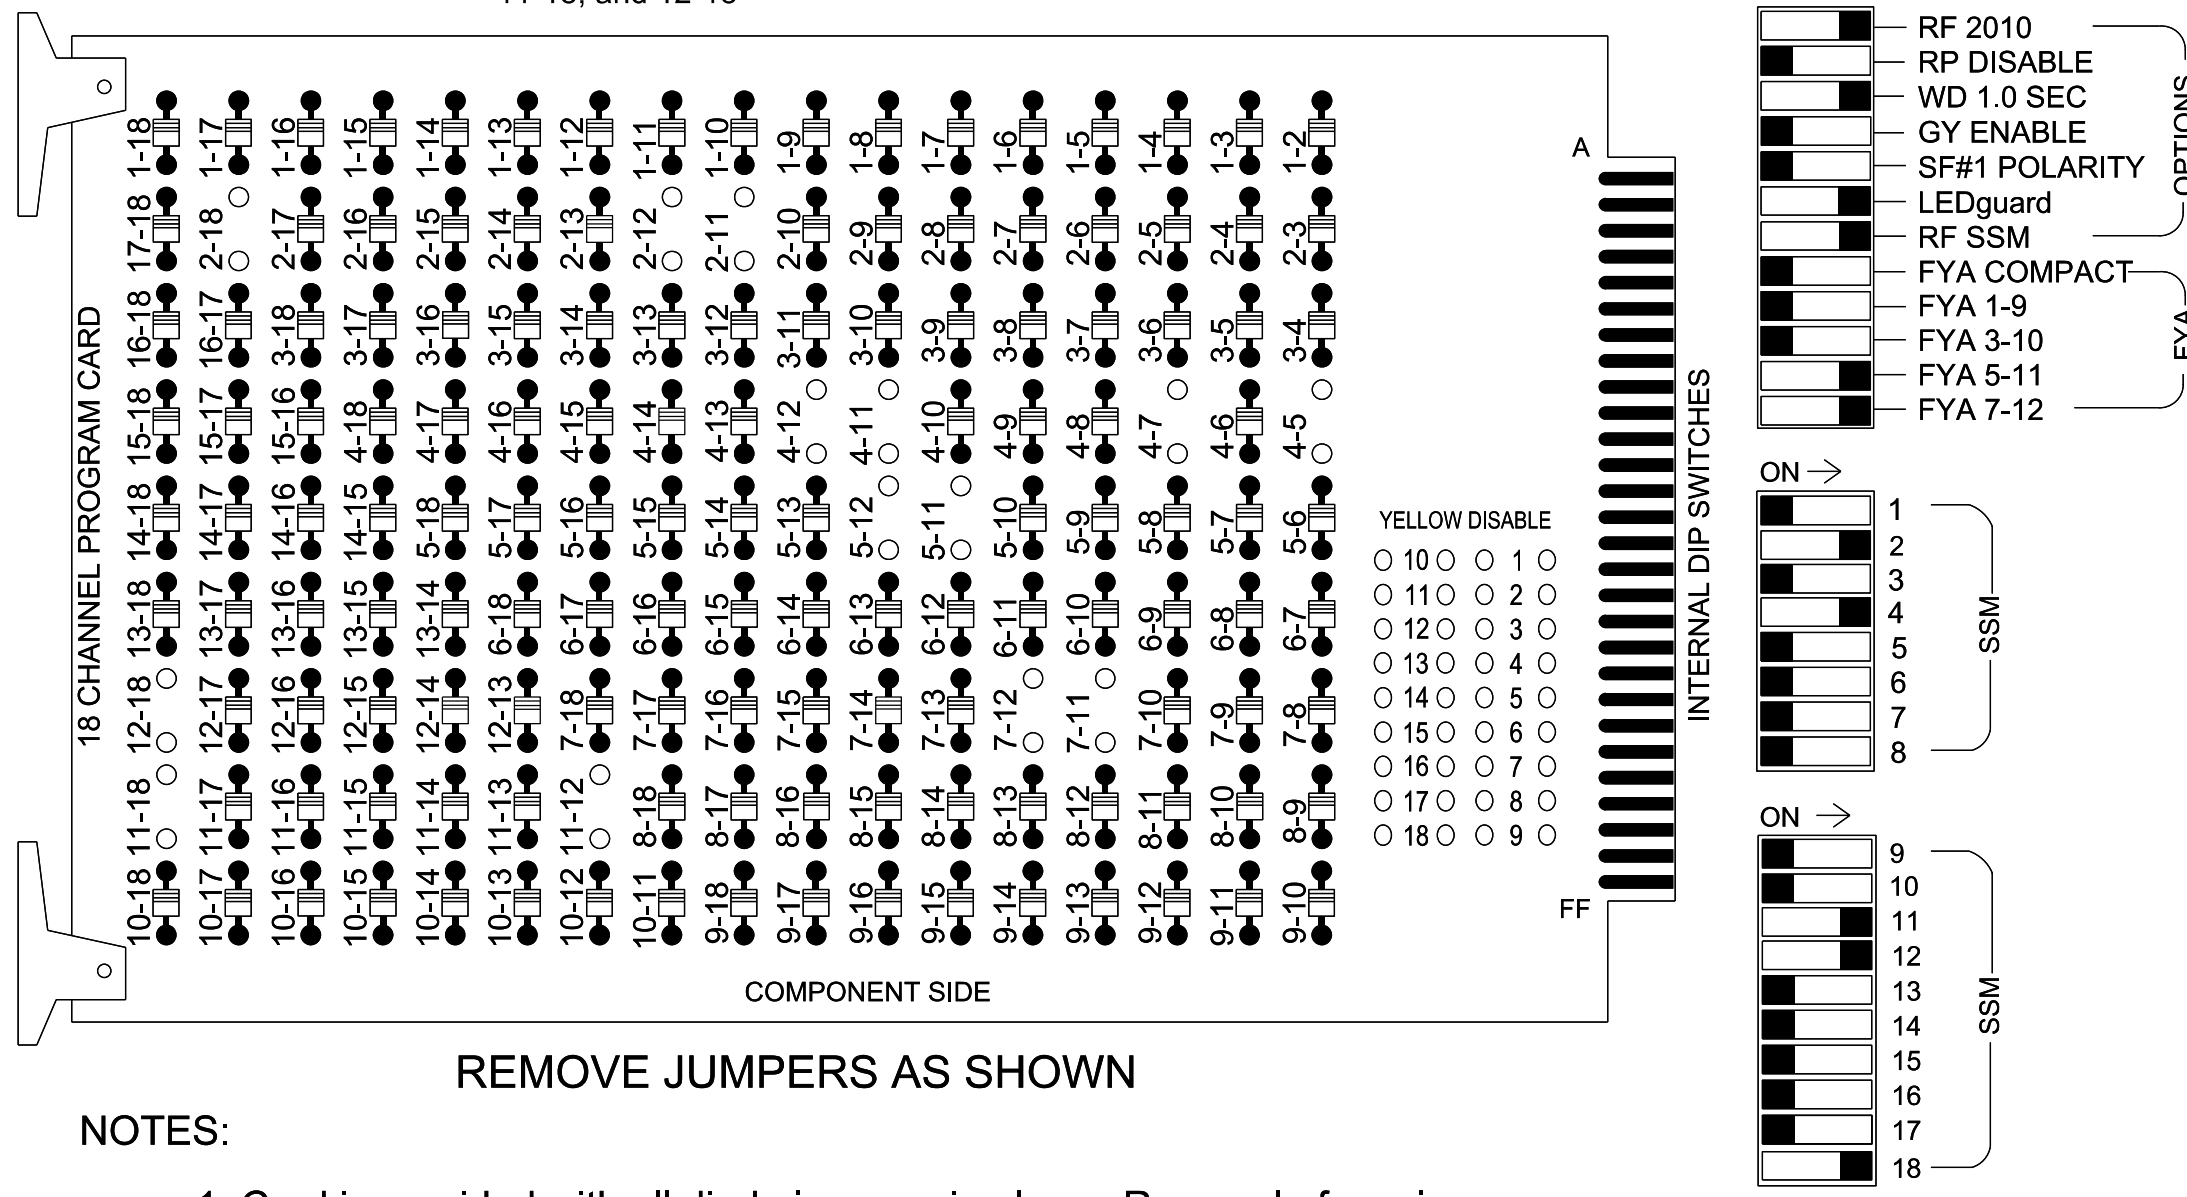 11-18, and 12-18
18 CHANNEL PROGRAM CARD
1-18 1-17 1-16 1-15 1-14 1-13 1-12 1-11 1-10 1-9 1-8 1-7 1-6 1-5 1-4 1-3 1-2
17-18 2-18 2-17 2-16 2-15 2-14 2-13 2-12 2-11 2-10 2-9 2-8 2-7 2-6 2-5 2-4 2-3
16-18 16-17 3-18 3-17 3-16 3-15 3-14 3-13 3-12 3-11 3-10 3-9 3-8 3-7 3-6 3-5 3-4
15-18 15-17 15-16 4-18 4-17 4-16 4-15 4-14 4-13 4-12 4-11 4-10 4-9 4-8 4-7 4-6 4-5
14-18 14-17 14-16 14-15 5-18 5-17 5-16 5-15 5-14 5-13 5-12 5-11 5-10 5-9 5-8 5-7 5-6
13-18 13-17 13-16 13-15 13-14 6-18 6-17 6-16 6-15 6-14 6-13 6-12 6-11 6-10 6-9 6-8 6-7
12-18 12-17 12-16 12-15 12-14 12-13 7-18 7-17 7-16 7-15 7-14 7-13 7-12 7-11 7-10 7-9 7-8
11-18 11-17 11-16 11-15 11-14 11-13 11-12 8-18 8-17 8-16 8-15 8-14 8-13 8-12 8-11 8-10 8-9
10-18 10-17 10-16 10-15 10-14 10-13 10-12 10-11 9-18 9-17 9-16 9-15 9-14 9-13 9-12 9-11 9-10
A
FF
YELLOW DISABLE
10 1
11 2
12 3
13 4
14 5
15 6
16 7
17 8
18 9
COMPONENT SIDE
INTERNAL DIP SWITCHES
RF 2010
RP DISABLE
WD 1.0 SEC
GY ENABLE
SF#1 POLARITY
LEDguard
RF SSM
OPTIONS
FYA COMPACT
FYA 1-9
FYA 3-10
FYA 5-11
FYA 7-12
FYA
ON →
1
2
3
4
5
6
7
8
SSM
ON →
9
10
11
12
13
14
15
16
17
18
SSM
REMOVE JUMPERS AS SHOWN
NOTES: